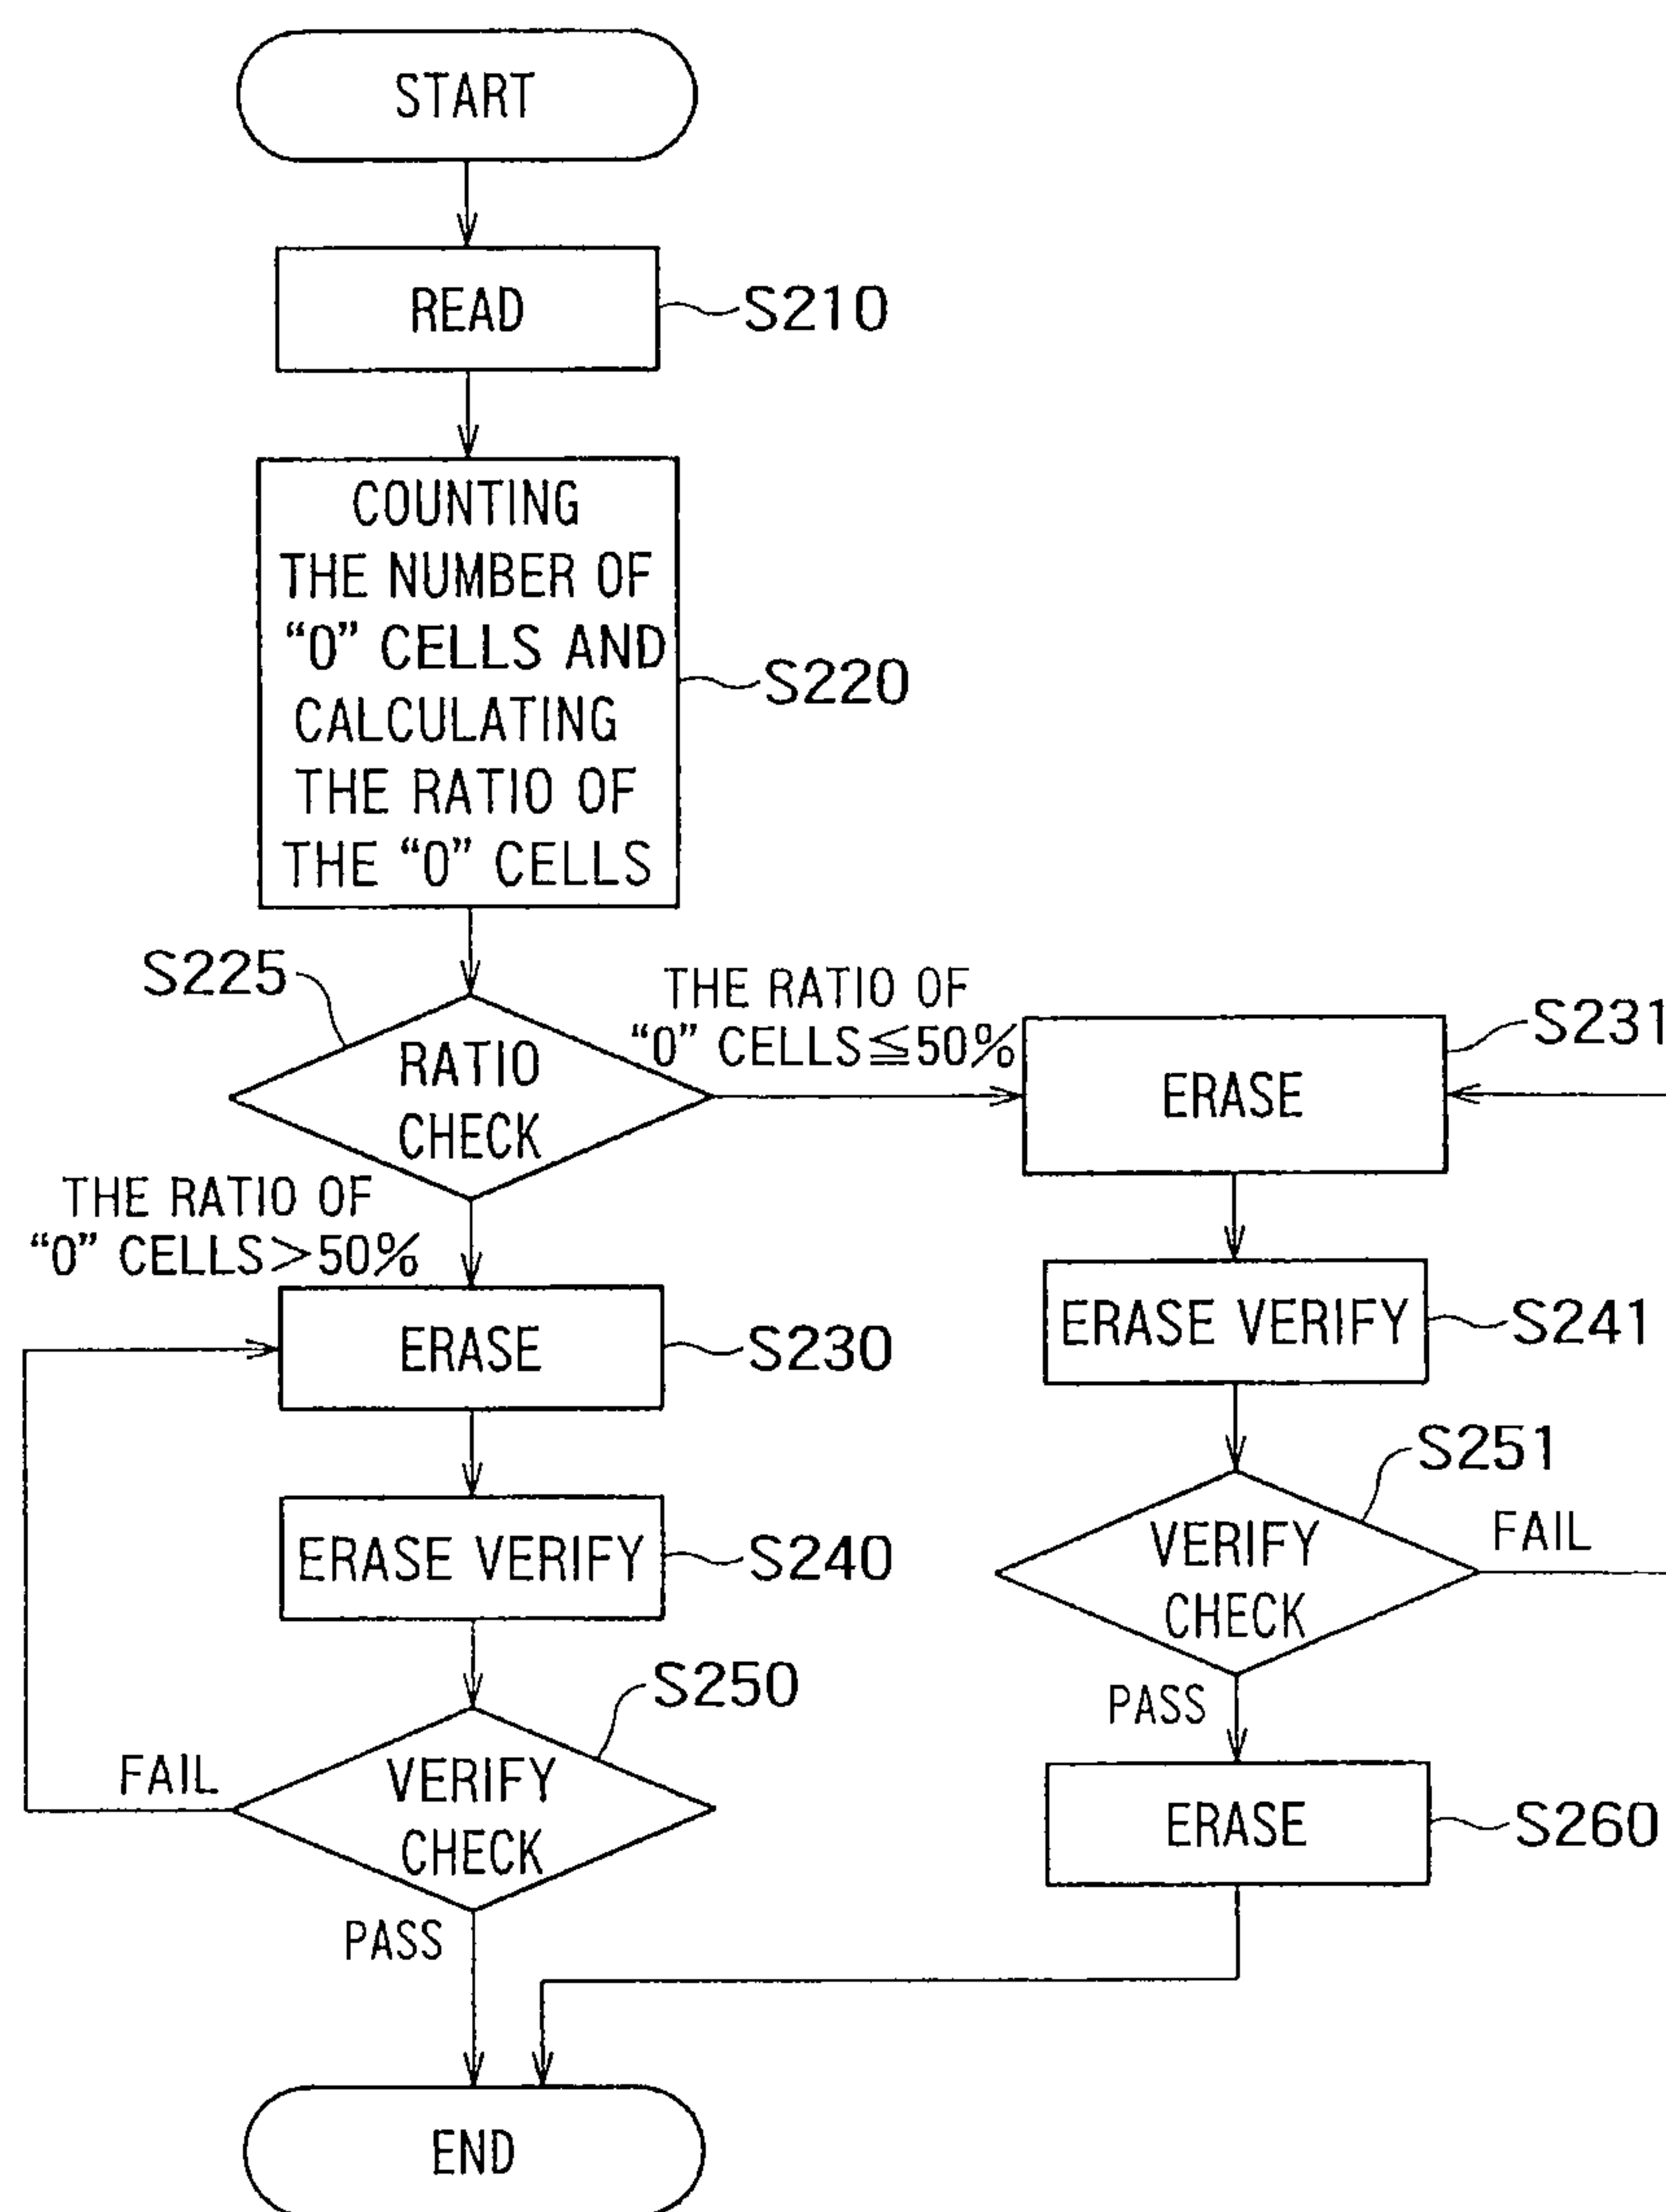 START
READ
S210
COUNTING
THE NUMBER OF
“0” CELLS AND
CALCULATING
THE RATIO OF
THE “0” CELLS
S220
S225
RATIO
CHECK
THE RATIO OF
“0” CELLS≦50%
THE RATIO OF
“0” CELLS>50%
ERASE
S230
ERASE VERIFY
S240
S250
VERIFY
CHECK
FAIL
PASS
ERASE
S231
ERASE VERIFY
S241
S251
VERIFY
CHECK
FAIL
PASS
ERASE
S260
END